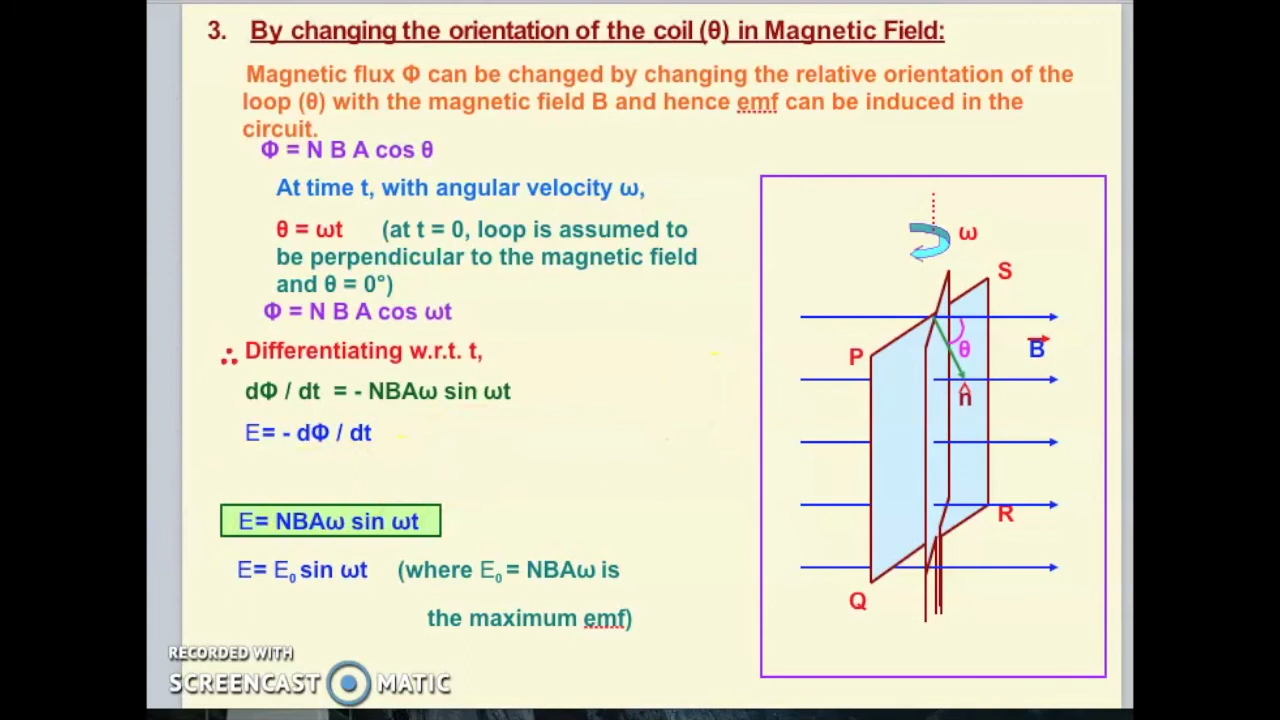 3. By changing the orientation of the coil (θ) in Magnetic Field:
Magnetic flux Φ can be changed by changing the relative orientation of the
loop (θ) with the magnetic field B and hence emf can be induced in the
circuit.
Φ = N B A cos θ
At time t, with angular velocity ω,
θ = ωt (at t = 0, loop is assumed to
be perpendicular to the magnetic field
and θ = 0°)
Φ = N B A cos ωt
∴ Differentiating w.r.t. t,
dΦ / dt = - NBAω sin ωt
E= - dΦ / dt
E= NBAω sin ωt
E= E₀ sin ωt (where E₀ = NBAω is
the maximum emf)
ω
S
P
θ
B
n
R
Q
RECORDED WITH
SCREENCAST MATIC